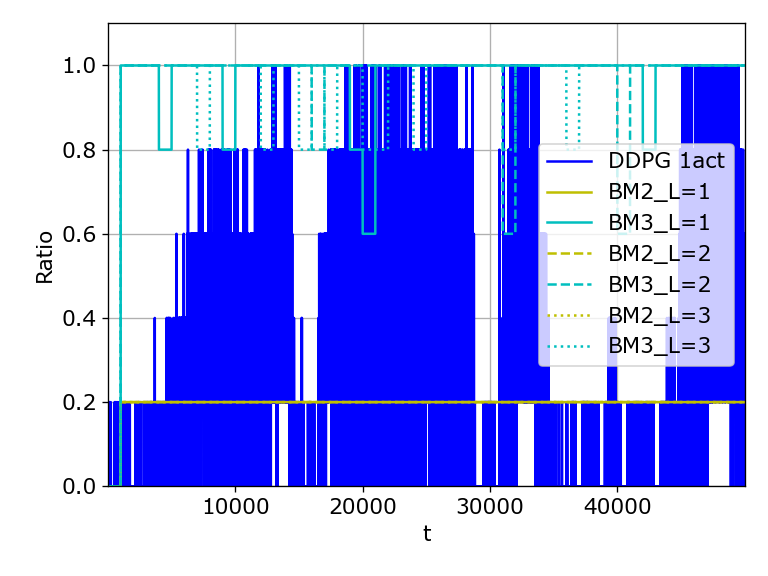 1.0
0.8
0.6
0.4
0.2
0.0
Ratio
10000
20000
30000
40000
t
DDPG 1act
BM2_L=1
BM3_L=1
BM2_L=2
BM3_L=2
BM2_L=3
BM3_L=3